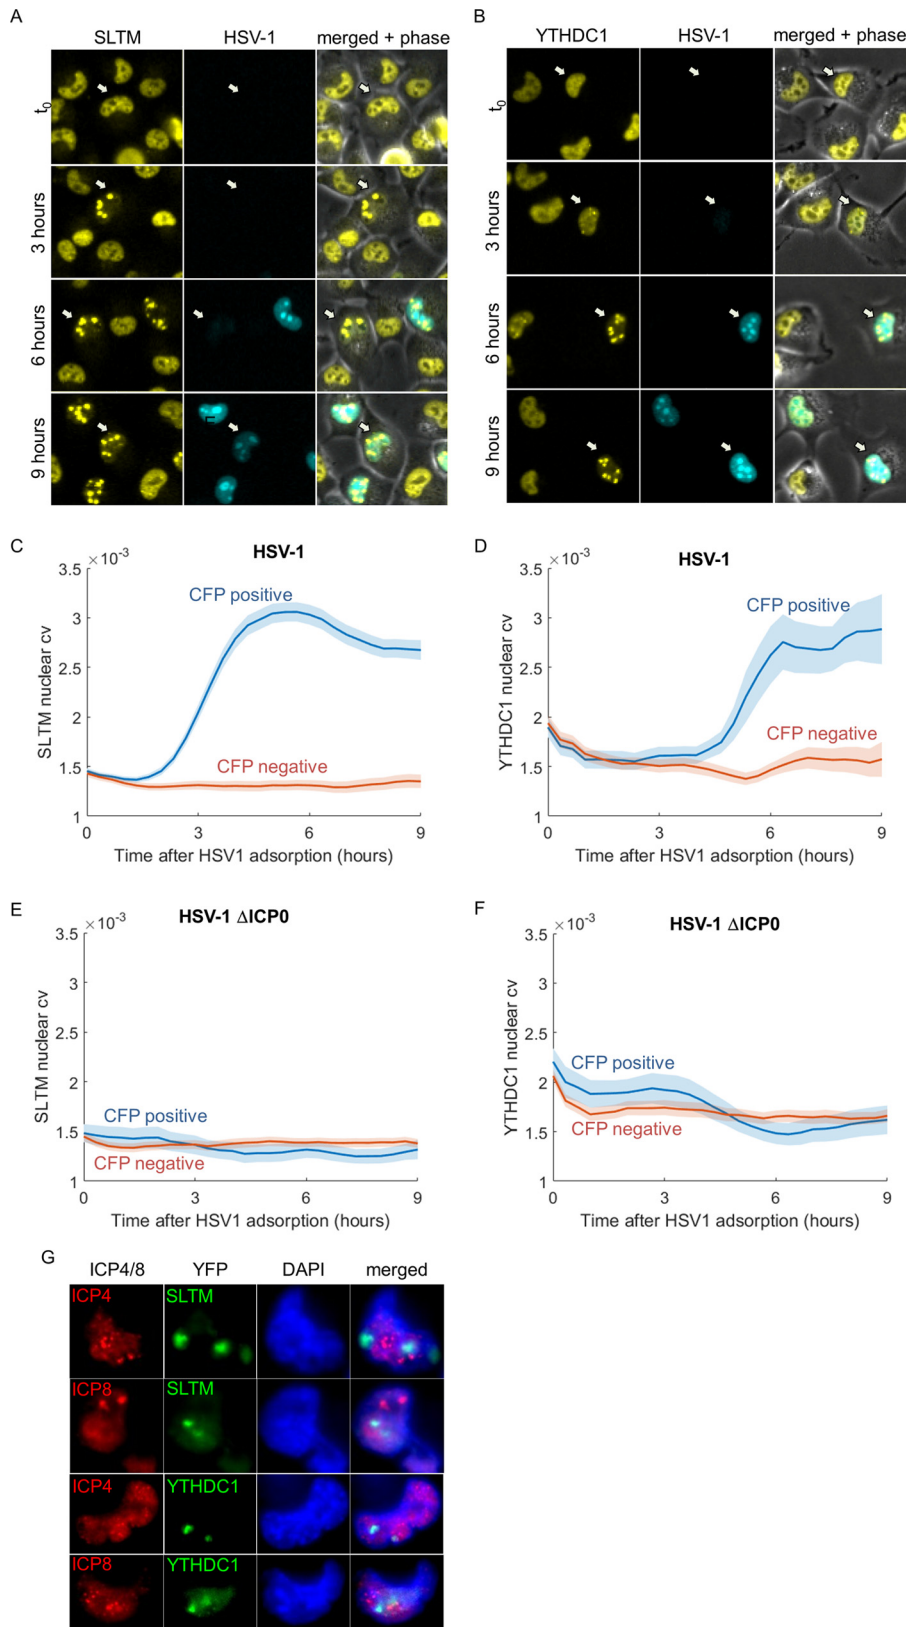 A
SLTM HSV-1 merged + phase
t0
3 hours
6 hours
9 hours
B
YTHDC1 HSV-1 merged + phase
t0
3 hours
6 hours
9 hours
C
HSV-1
×10-3
3.5
3
2.5
2
1.5
1
SLTM nuclear cv
CFP positive
CFP negative
0 3 6 9
Time after HSV1 adsorption (hours)
D
HSV-1
×10-3
3.5
3
2.5
2
1.5
1
YTHDC1 nuclear cv
CFP positive
CFP negative
0 3 6 9
Time after HSV1 adsorption (hours)
E
HSV-1 ΔICP0
×10-3
3.5
3
2.5
2
1.5
1
SLTM nuclear cv
CFP positive
CFP negative
0 3 6 9
Time after HSV1 adsorption (hours)
F
HSV-1 ΔICP0
×10-3
3.5
3
2.5
2
1.5
1
YTHDC1 nuclear cv
CFP positive
CFP negative
0 3 6 9
Time after HSV1 adsorption (hours)
G
ICP4/8 YFP DAPI merged
ICP4 SLTM
ICP8 SLTM
ICP4 YTHDC1
ICP8 YTHDC1